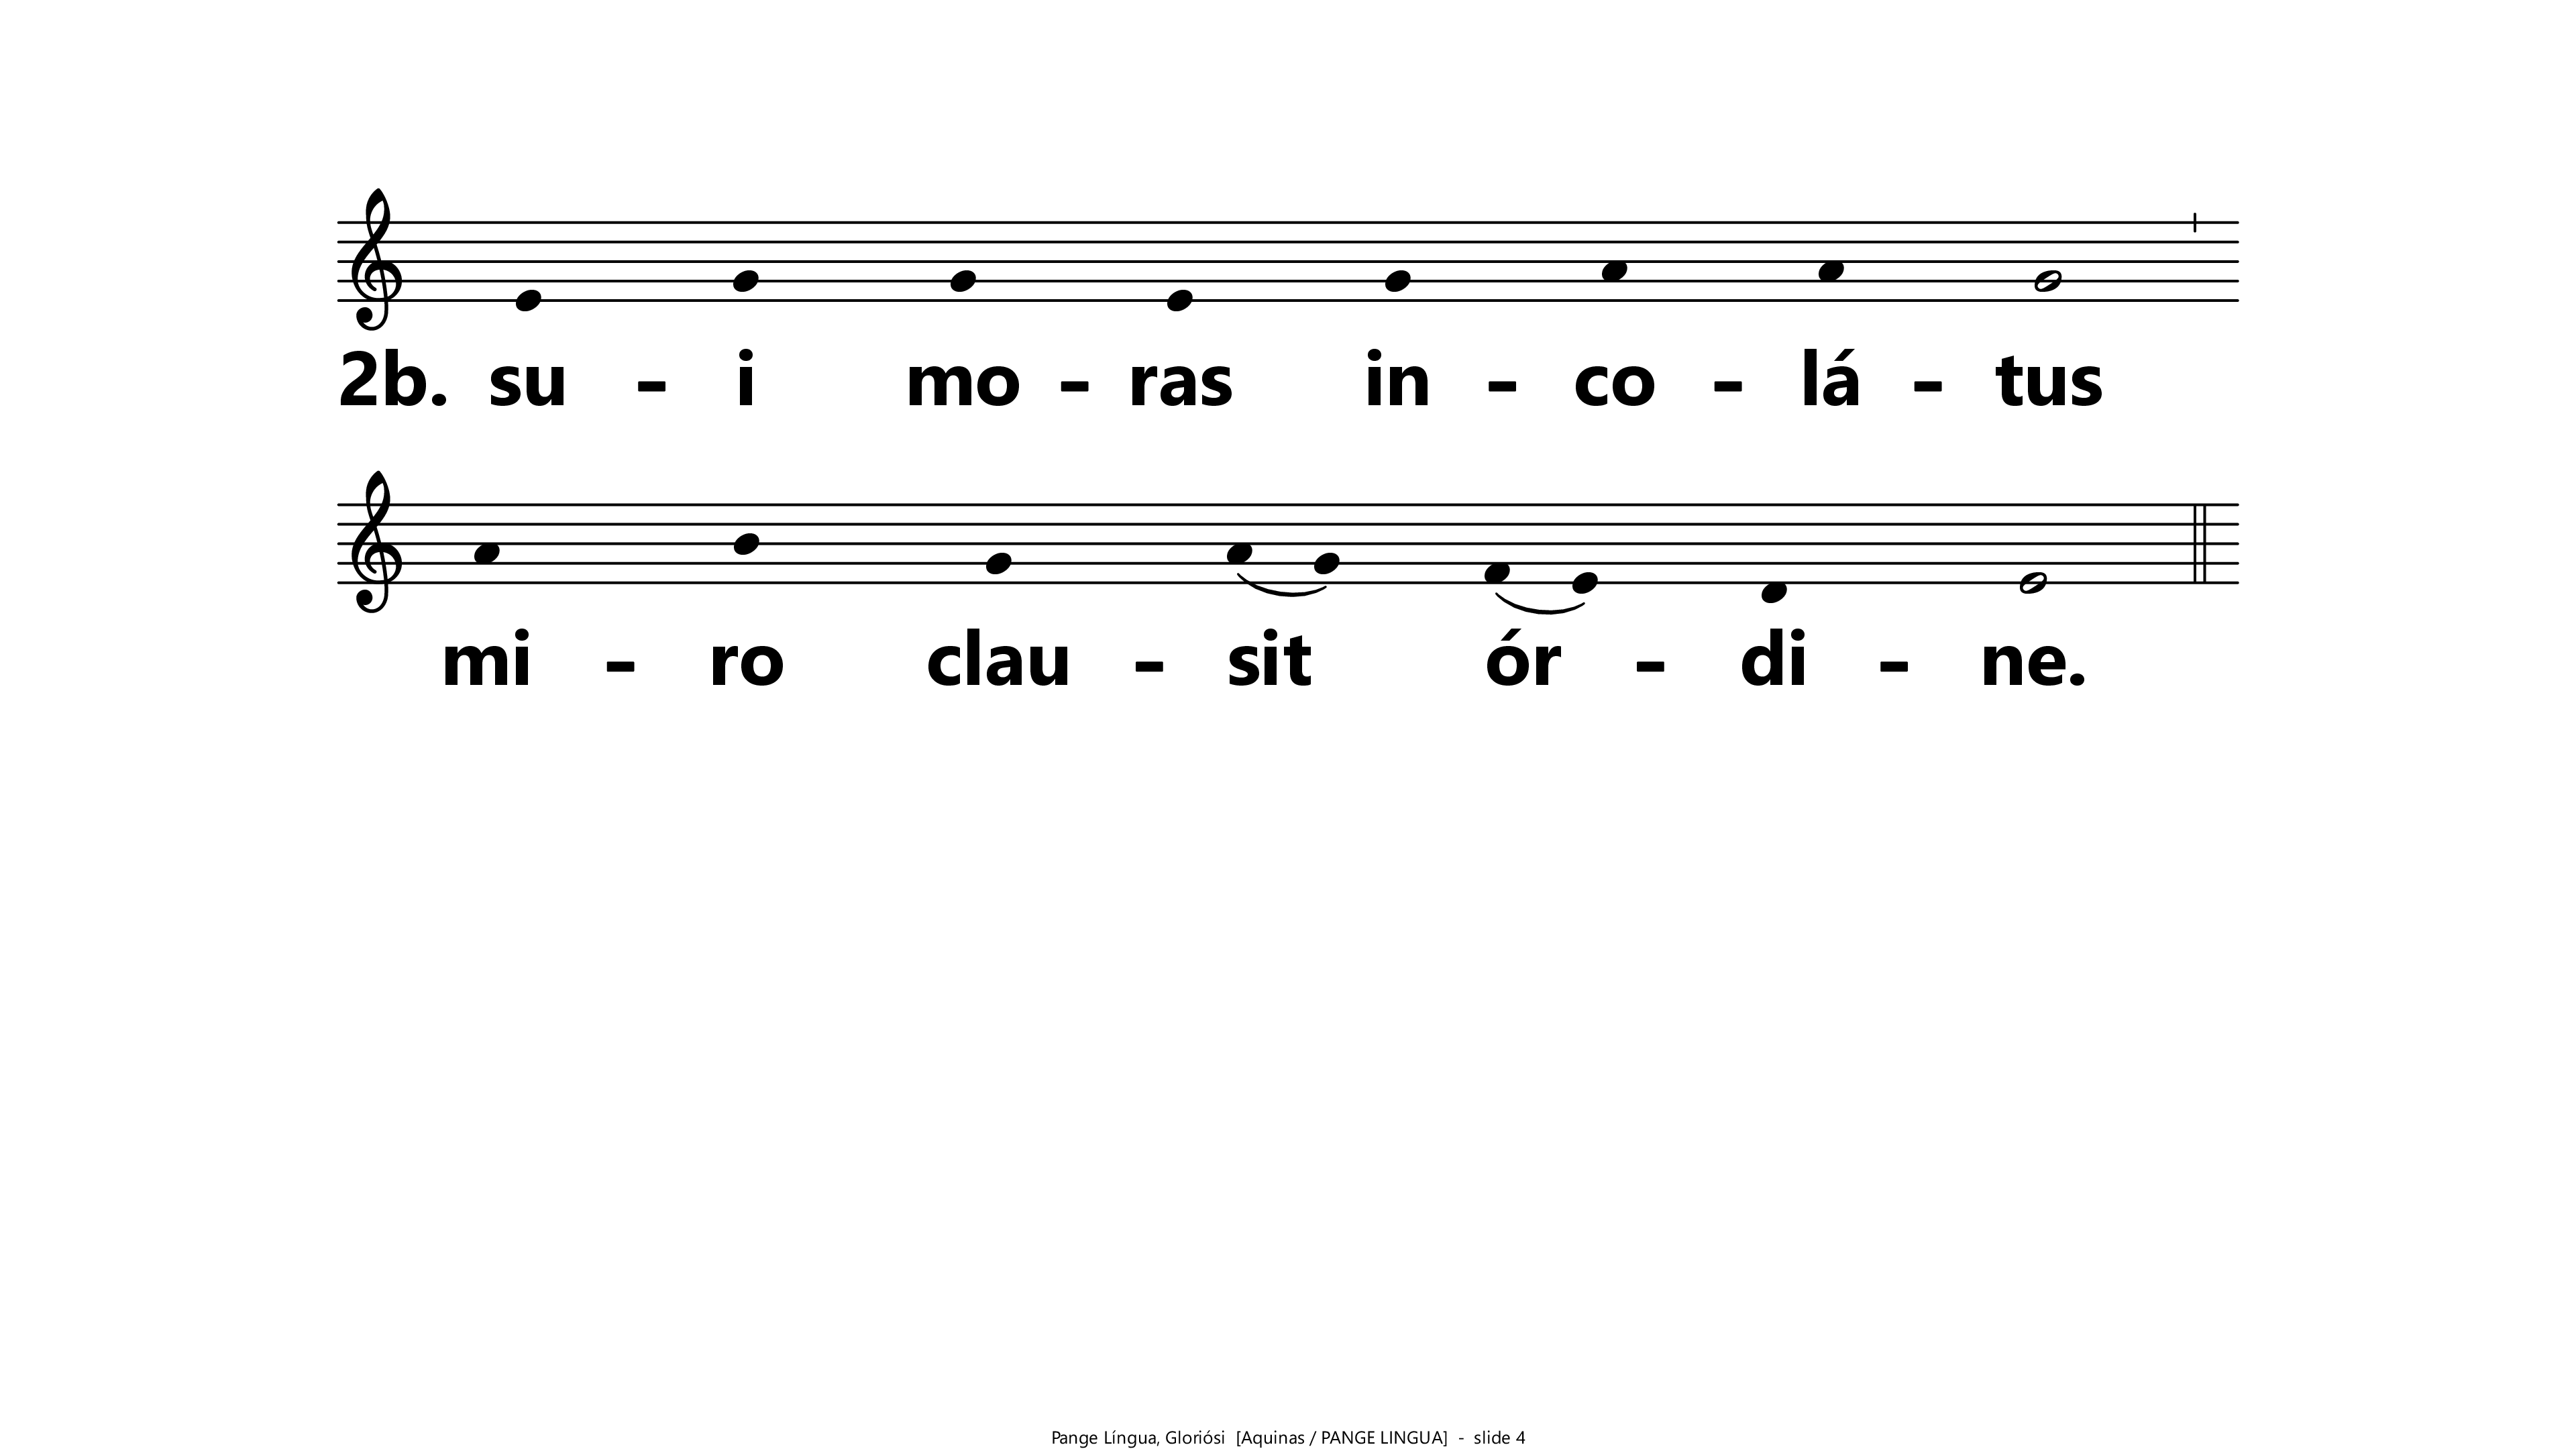 2b. su - i mo - ras in - co - lá - tus
mi - ro clau - sit ór - di - ne.
Pange Língua, Gloriósi [Aquinas / PANGE LINGUA] - slide 4